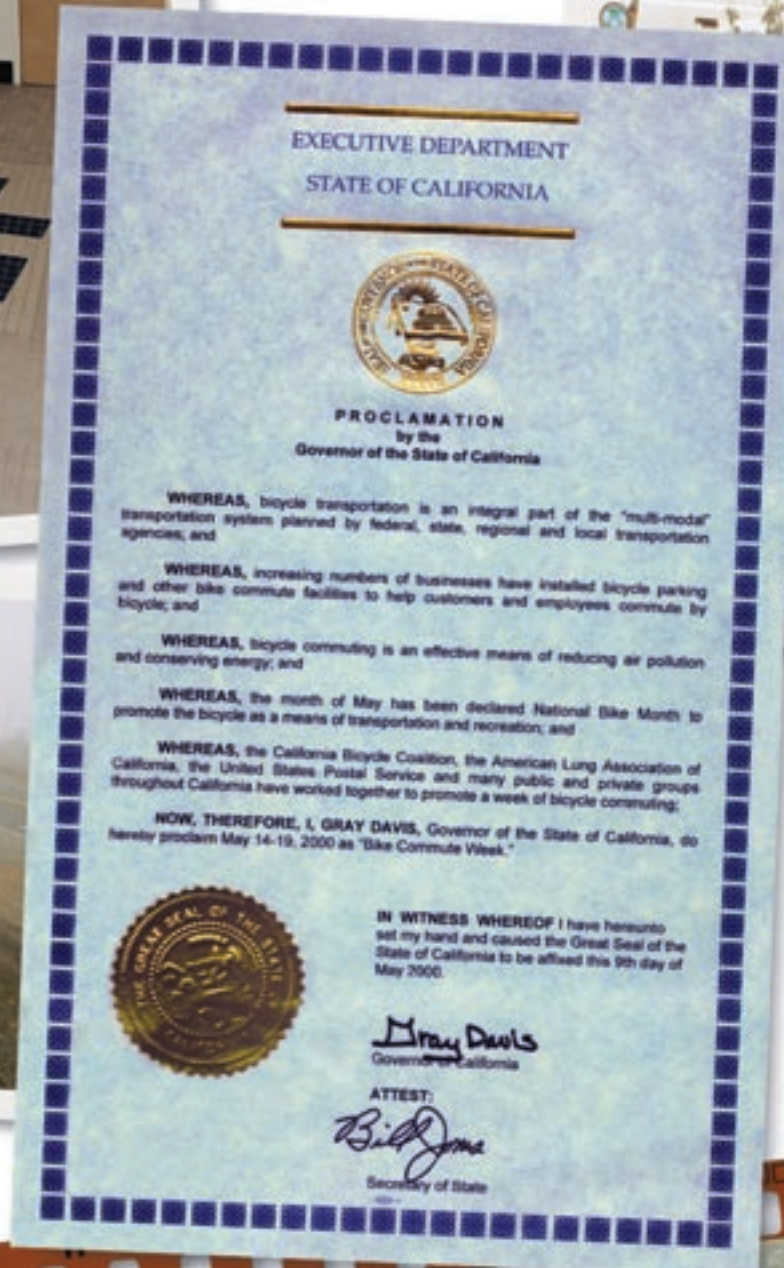 EXECUTIVE DEPARTMENT
STATE OF CALIFORNIA
PROCLAMATION
by the
Governor of the State of California
WHEREAS, bicycle transportation is an integral part of the "multi-modal"
transportation system planned by federal, state, regional and local transportation
agencies; and
WHEREAS, increasing numbers of businesses have installed bicycle parking
and other bike commute facilities to help customers and employees commute by
bicycle; and
WHEREAS, bicycle commuting is an effective means of reducing air pollution
and conserving energy; and
WHEREAS, the month of May has been declared National Bike Month to
promote the bicycle as a means of transportation and recreation; and
WHEREAS, the California Bicycle Coalition, the American Lung Association of
California, the United States Postal Service and many public and private groups
throughout California have worked together to promote a week of bicycle commuting;
NOW, THEREFORE, I, GRAY DAVIS, Governor of the State of California, do
hereby proclaim May 14-19, 2000 as "Bike Commute Week."
THE GREAT SEAL OF THE STATE OF
IN WITNESS WHEREOF I have hereunto
set my hand and caused the Great Seal of the
State of California to be affixed this 9th day of
May 2000.
Gray Davis
Governor of California
ATTEST:
Bill Jones
Secretary of State